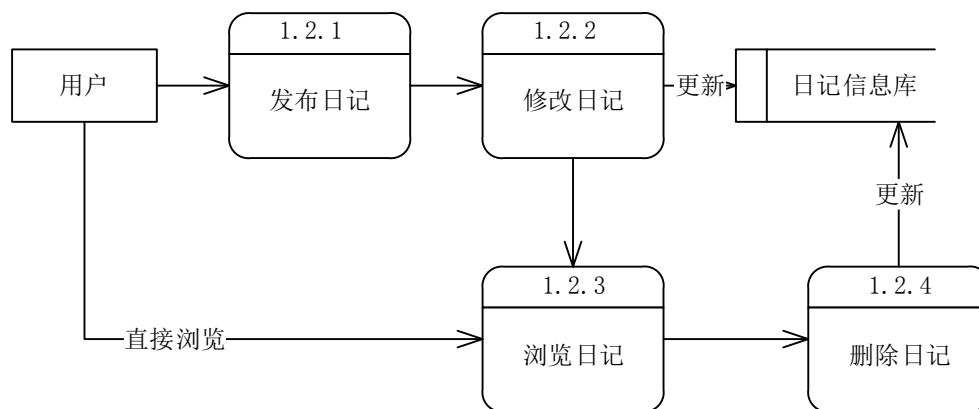 1.2.1
1.2.2
用户
发布日记
修改日记
更新
日记信息库
更新
1.2.3
1.2.4
直接浏览
浏览日记
删除日记